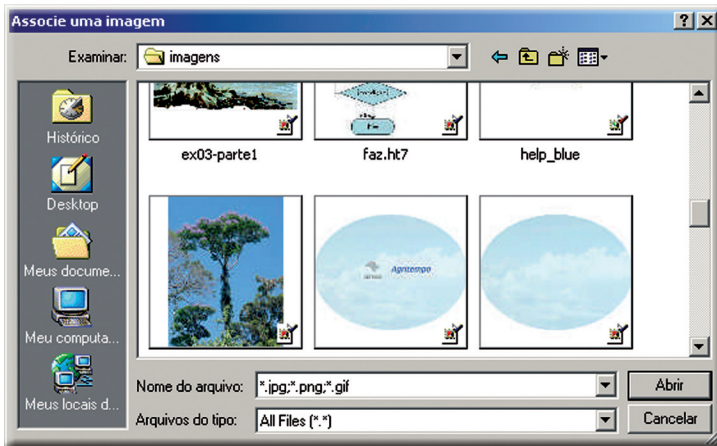 Associe uma imagem
Examinar:
imagens
Histórico
Desktop
Meus docume...
Meu computa...
Meus locais d...
ex03-parte1
faz.ht7
help_blue
Agritempo
Nome do arquivo:
*.jpg;*.png;*.gif
Abrir
Arquivos do tipo:
All Files (*.*)
Cancelar